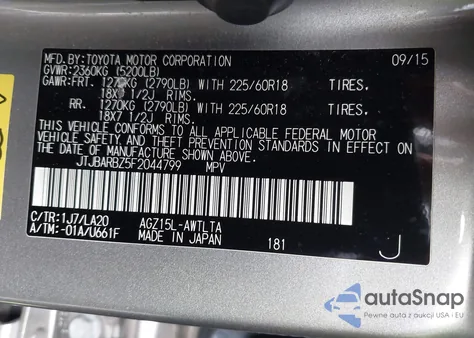 MFD.BY:TOYOTA MOTOR CORPORATION 09/15
GVWR:2360KG (5200LB)
GAWR:FRT. 1270KG (2790LB) WITH 225/60R18 TIRES.
18X7 1/2J RIMS.
RR. 1270KG (2790LB) WITH 225/60R18 TIRES.
18X7 1/2J RIMS.
THIS VEHICLE CONFORMS TO ALL APPLICABLE FEDERAL MOTOR
VEHICLE SAFETY AND THEFT PREVENTION STANDARDS IN EFFECT ON
THE DATE OF MANUFACTURE SHOWN ABOVE.
JTJBARBZ5F2044799 MPV
C/TR:1J7/LA20 AGZ15L-AWTLTA
A/TM:-01A/U661F MADE IN JAPAN 181 J
autoSnap
Pewne auta z USA i EU